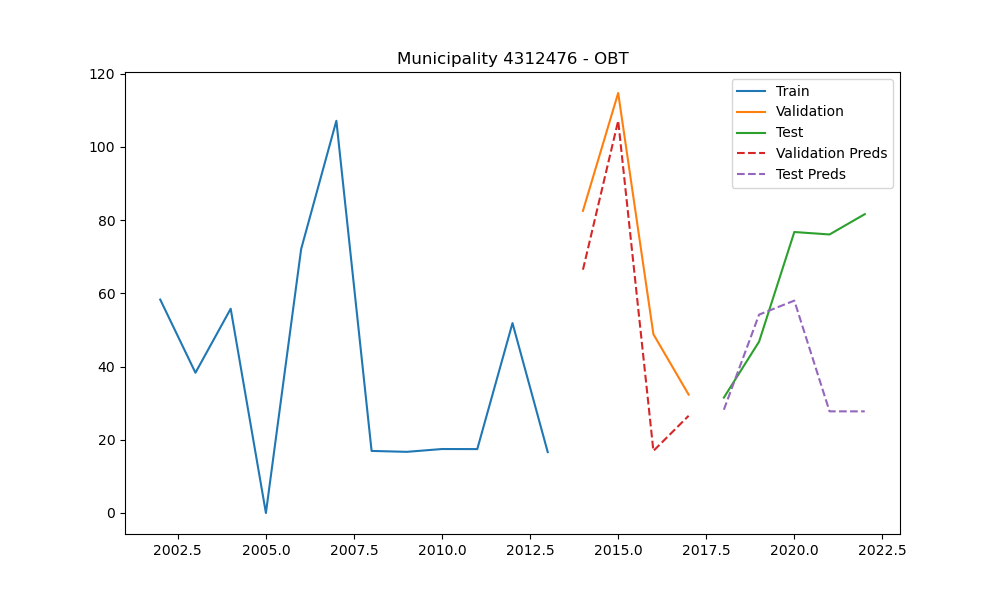 Municipality 4312476 - OBT
Train
Validation
Test
Validation Preds
Test Preds
120
100
80
60
40
20
0
2002.5 2005.0 2007.5 2010.0 2012.5 2015.0 2017.5 2020.0 2022.5